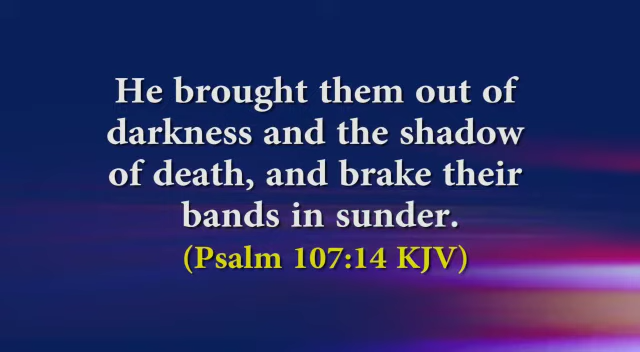 He brought them out of
darkness and the shadow
of death, and brake their
bands in sunder.
(Psalm 107:14 KJV)